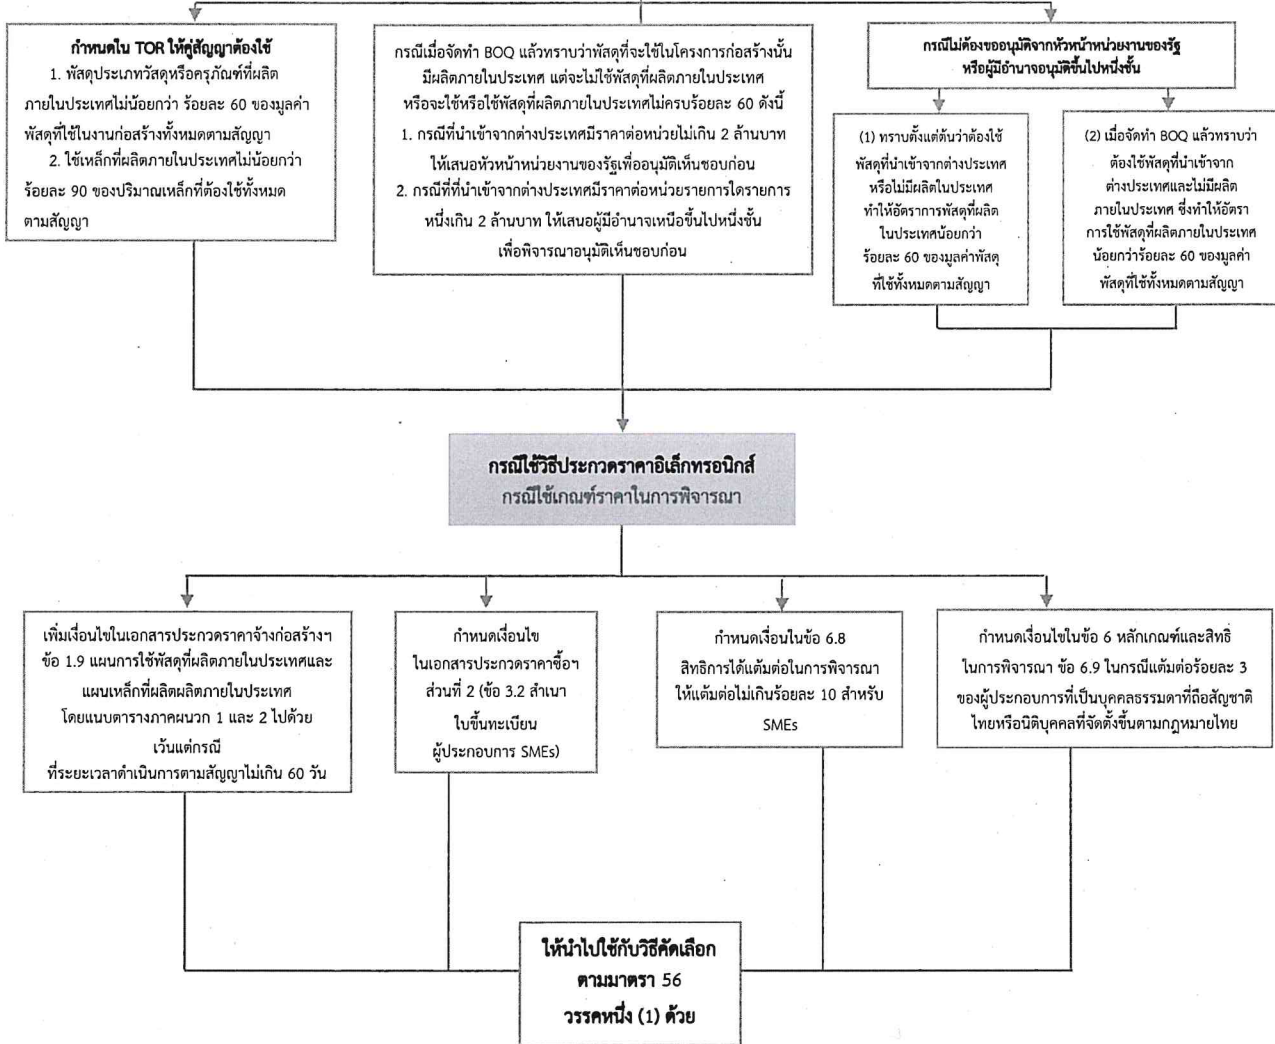 กำหนดใน TOR ให้คู่สัญญาต้องใช้
1. พัสดุประเภทวัสดุหรือครุภัณฑ์ที่ผลิต
ภายในประเทศไม่น้อยกว่า ร้อยละ 60 ของมูลค่า
พัสดุที่ใช้ในงานก่อสร้างทั้งหมดตามสัญญา
2. ใช้เหล็กที่ผลิตภายในประเทศไม่น้อยกว่า
ร้อยละ 90 ของปริมาณเหล็กที่ต้องใช้ทั้งหมด
ตามสัญญา
กรณีเมื่อจัดทำ BOQ แล้วทราบว่าพัสดุที่จะใช้ในโครงการก่อสร้างนั้น
มีผลิตภายในประเทศ แต่จะไม่ใช้พัสดุที่ผลิตภายในประเทศ
หรือจะใช้หรือใช้พัสดุที่ผลิตภายในประเทศไม่ครบร้อยละ 60 ดังนี้
1. กรณีที่นำเข้าจากต่างประเทศมีราคาต่อหน่วยไม่เกิน 2 ล้านบาท
ให้เสนอหัวหน้าหน่วยงานของรัฐเพื่ออนุมัติเห็นชอบก่อน
2. กรณีที่ที่นำเข้าจากต่างประเทศมีราคาต่อหน่วยรายการใดรายการ
หนึ่งเกิน 2 ล้านบาท ให้เสนอผู้มีอำนาจเหนือขึ้นไปหนึ่งชั้น
เพื่อพิจารณาอนุมัติเห็นชอบก่อน
กรณีไม่ต้องขออนุมัติจากหัวหน้าหน่วยงานของรัฐ
หรือผู้มีอำนาจอนุมัติขึ้นไปหนึ่งชั้น
(1) ทราบตั้งแต่ต้นว่าต้องใช้
พัสดุที่นำเข้าจากต่างประเทศ
หรือไม่มีผลิตในประเทศ
ทำให้อัตราการพัสดุที่ผลิต
ในประเทศน้อยกว่า
ร้อยละ 60 ของมูลค่าพัสดุ
ที่ใช้ทั้งหมดตามสัญญา
(2) เมื่อจัดทำ BOQ แล้วทราบว่า
ต้องใช้พัสดุที่นำเข้าจาก
ต่างประเทศและไม่มีผลิต
ภายในประเทศ ซึ่งทำให้อัตรา
การใช้พัสดุที่ผลิตภายในประเทศ
น้อยกว่าร้อยละ 60 ของมูลค่า
พัสดุที่ใช้ทั้งหมดตามสัญญา
กรณีใช้วิธีประกวดราคาอิเล็กทรอนิกส์
กรณีใช้เกณฑ์ราคาในการพิจารณา
เพิ่มเงื่อนไขในเอกสารประกวดราคาจ้างก่อสร้างฯ
ข้อ 1.9 แผนการใช้พัสดุที่ผลิตภายในประเทศและ
แผนเหล็กที่ผลิตผลิตภายในประเทศ
โดยแนบตารางภาคผนวก 1 และ 2 ไปด้วย
เว้นแต่กรณี
ที่ระยะเวลาดำเนินการตามสัญญาไม่เกิน 60 วัน
กำหนดเงื่อนไข
ในเอกสารประกวดราคาซื้อฯ
ส่วนที่ 2 (ข้อ 3.2 สำเนา
ใบขึ้นทะเบียน
ผู้ประกอบการ SMEs)
กำหนดเงื่อนในข้อ 6.8
สิทธิการได้แต้มต่อในการพิจารณา
ให้แต้มต่อไม่เกินร้อยละ 10 สำหรับ
SMEs
กำหนดเงื่อนไขในข้อ 6 หลักเกณฑ์และสิทธิ
ในการพิจารณา ข้อ 6.9 ในกรณีแต้มต่อร้อยละ 3
ของผู้ประกอบการที่เป็นบุคคลธรรมดาที่ถือสัญชาติ
ไทยหรือนิติบุคคลที่จัดตั้งขึ้นตามกฎหมายไทย
ให้นำไปใช้กับวิธีคัดเลือก
ตามมาตรา 56
วรรคหนึ่ง (1) ด้วย